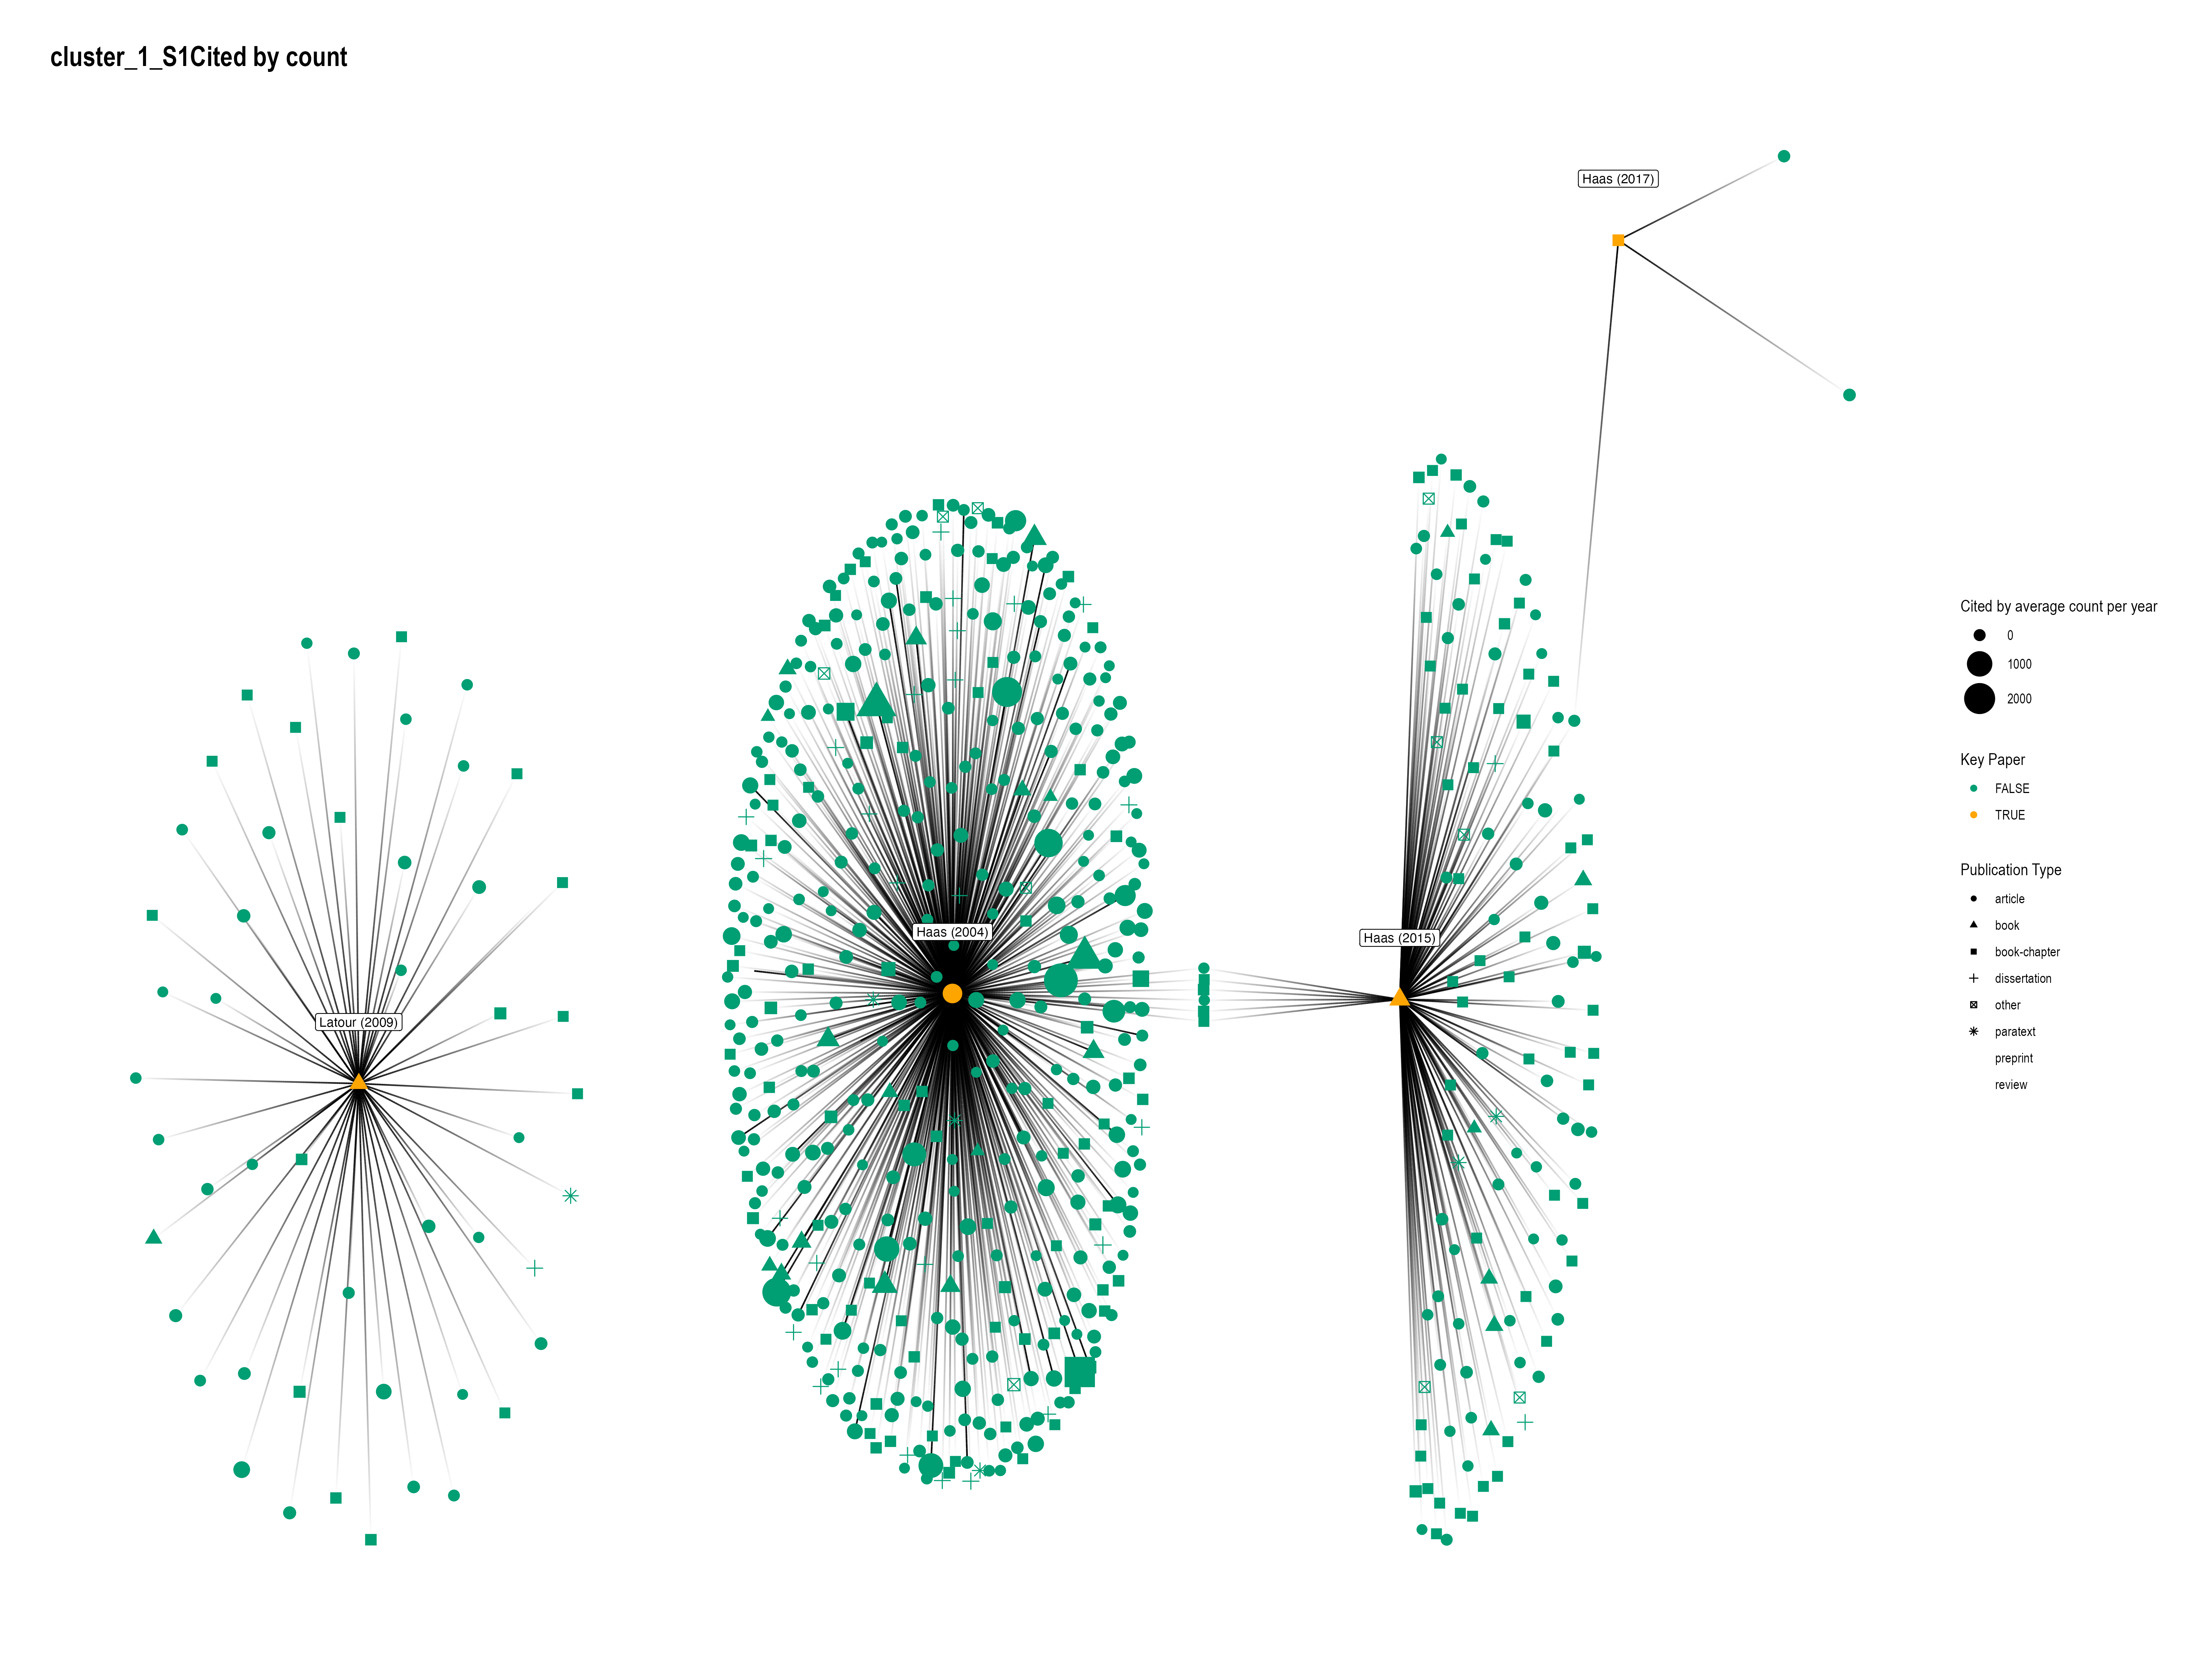 cluster_1_S1Cited by count
Haas (2017)
Haas (2004)
Haas (2015)
Latour (2009)
Cited by average count per year
0
1000
2000
Key Paper
FALSE
TRUE
Publication Type
article
book
book-chapter
dissertation
other
paratext
preprint
review